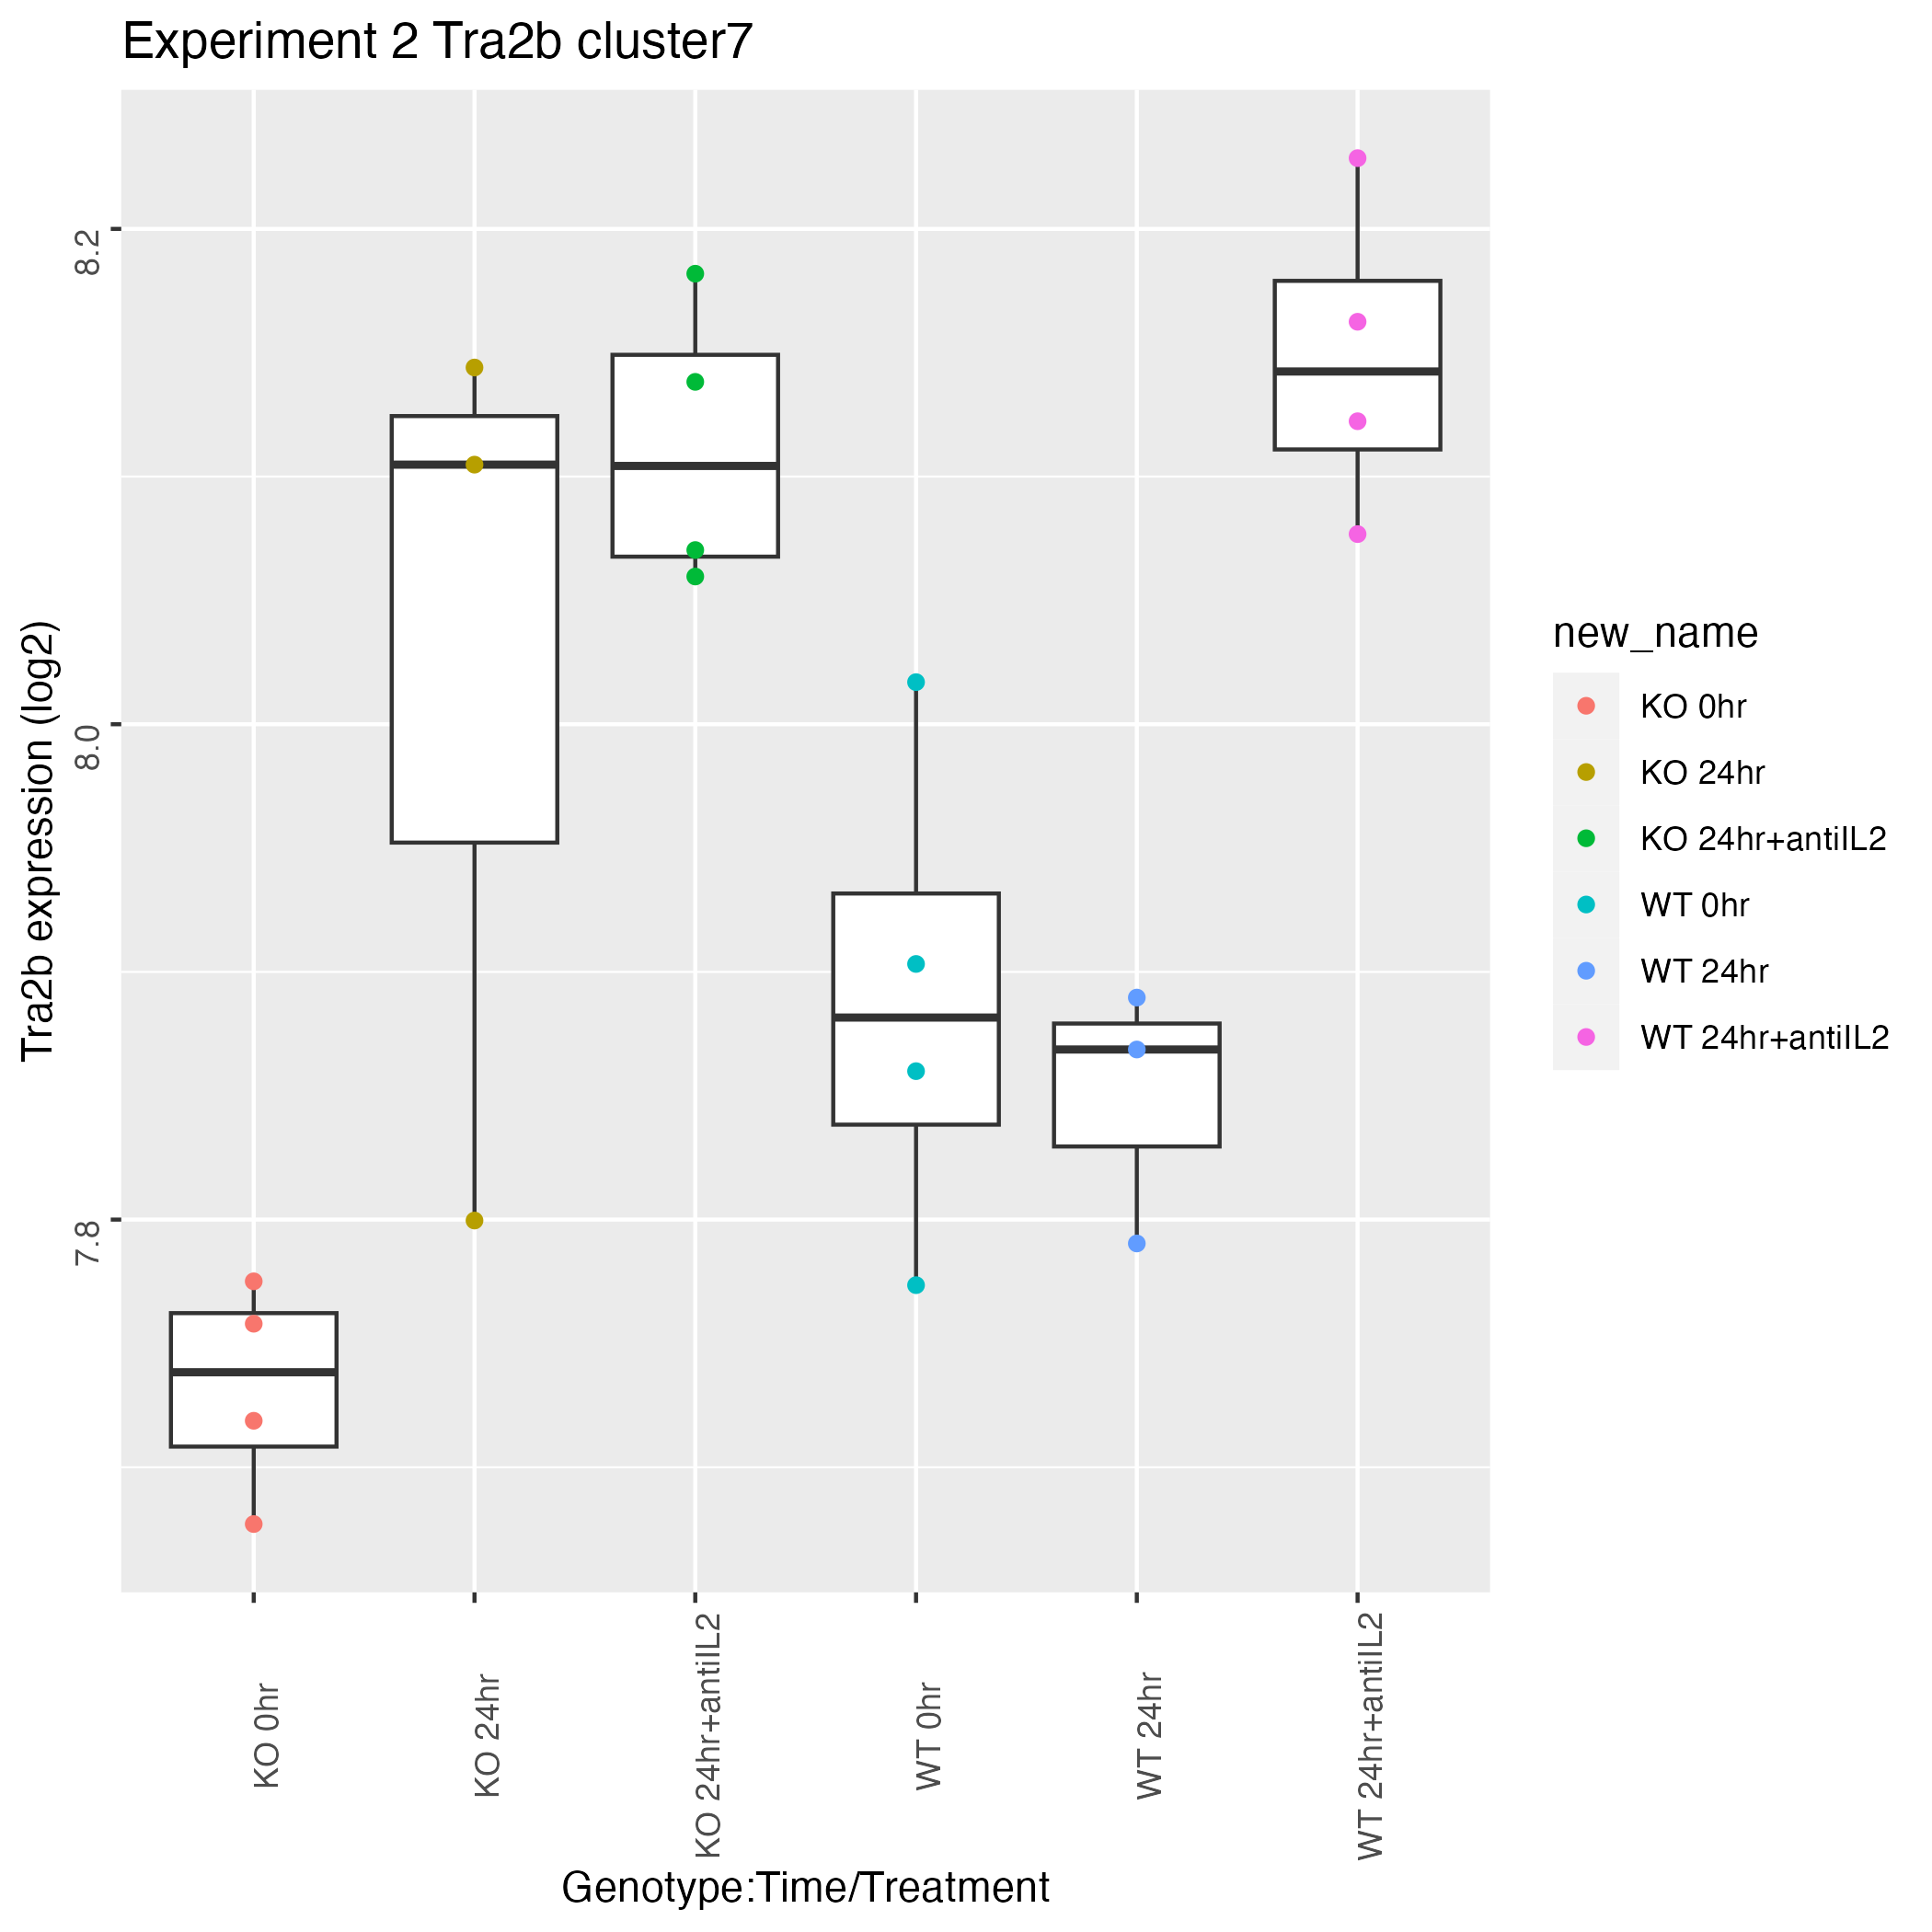 Experiment 2 Tra2b cluster7
Tra2b expression (log2)
8.2
8.0
7.8
KO 0hr
KO 24hr
KO 24hr+antiIL2
WT 0hr
WT 24hr
WT 24hr+antiIL2
Genotype:Time/Treatment
new_name
KO 0hr
KO 24hr
KO 24hr+antiIL2
WT 0hr
WT 24hr
WT 24hr+antiIL2